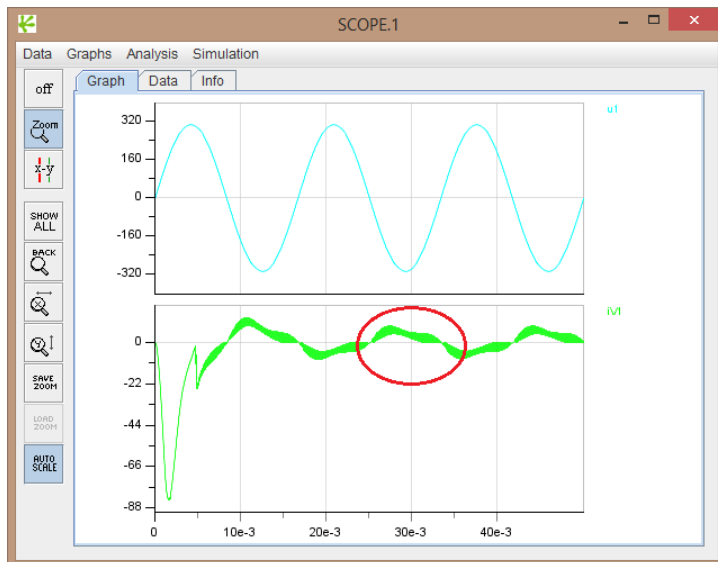 SCOPE.1
Data Graphs Analysis Simulation
off
Graph Data Info
Zoom
x-y
SHOW
ALL
BACK
X
Y
SAVE
ZOOM
LOAD
ZOOM
AUTO
SCALE
320
160
0
-160
-320
u1
0
-22
-44
-66
-88
iV1
0 10e-3 20e-3 30e-3 40e-3